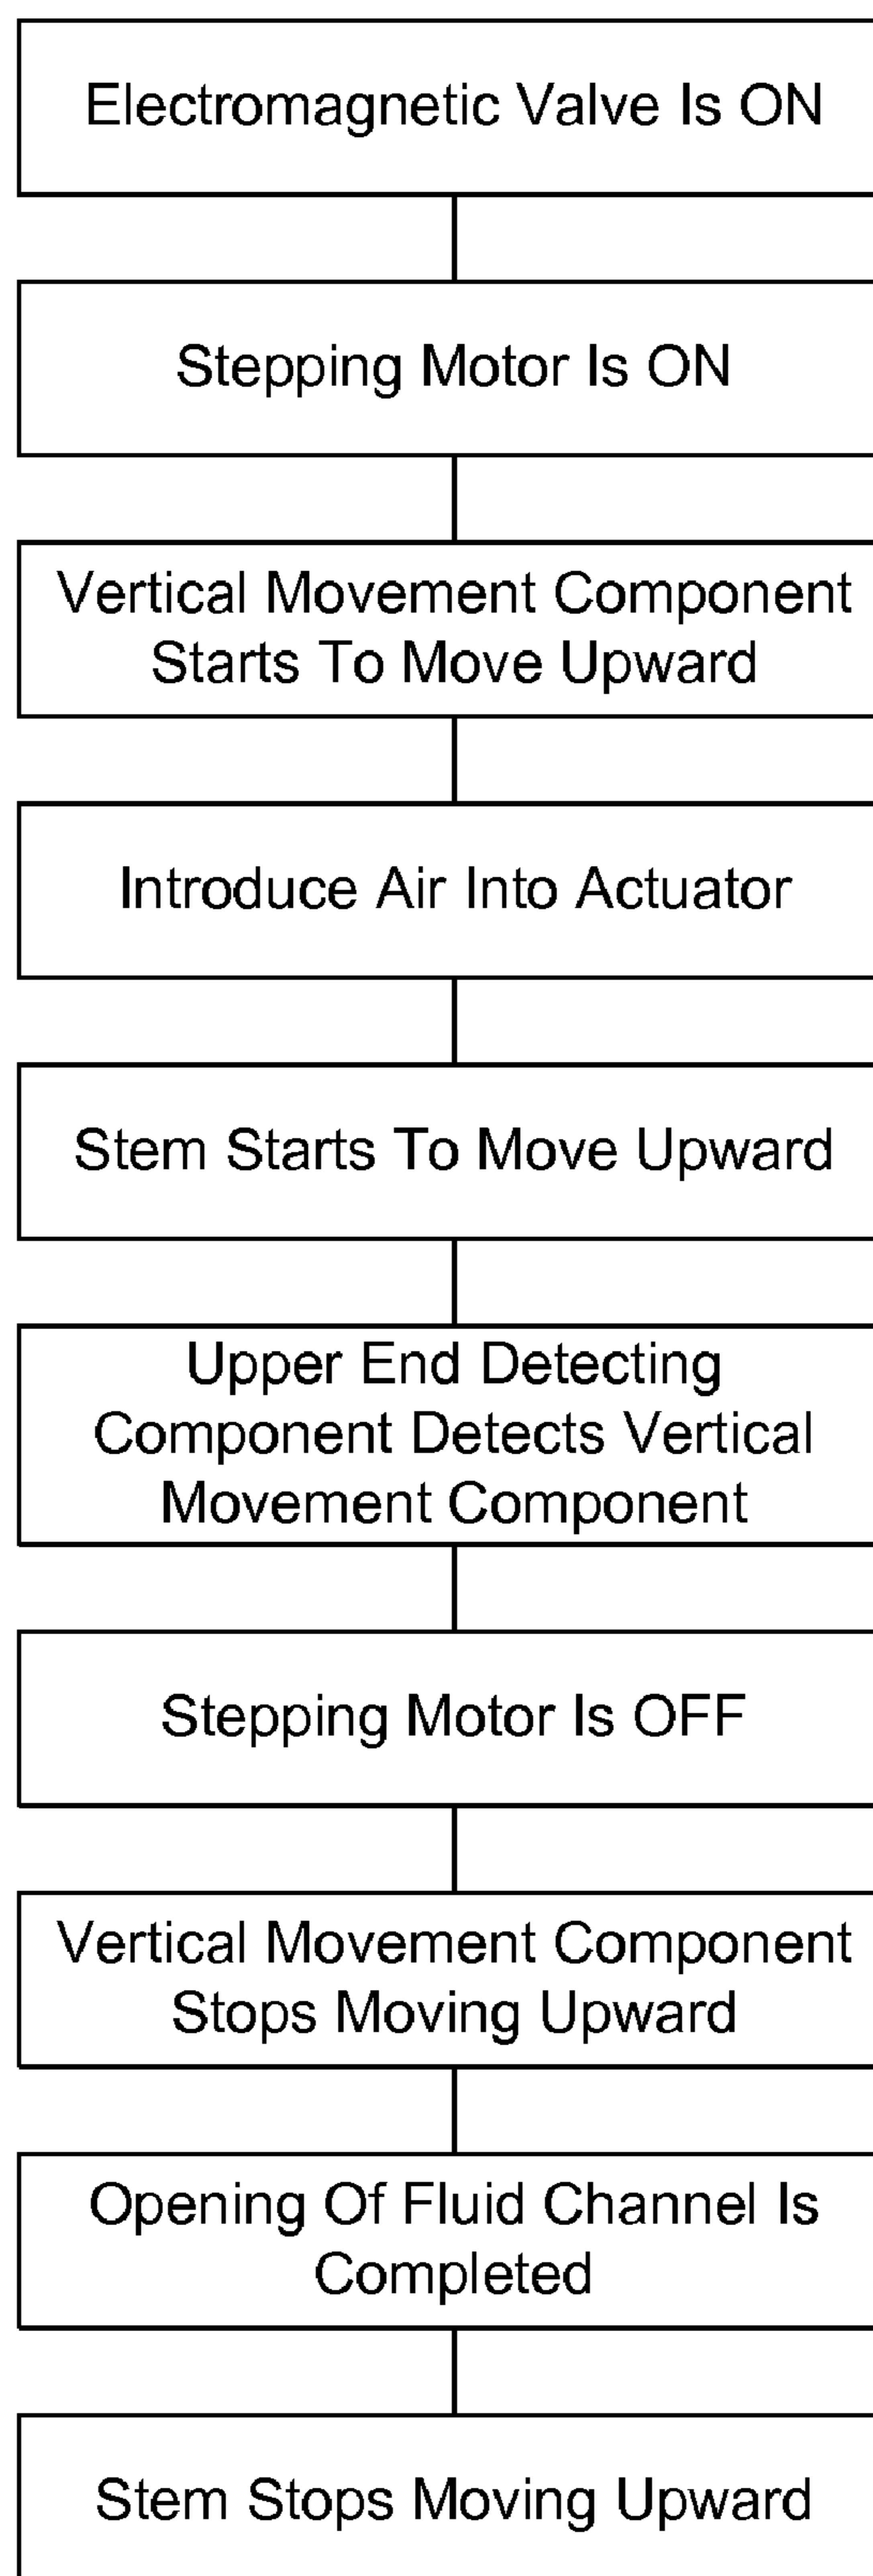 Electromagnetic Valve Is ON
Stepping Motor Is ON
Vertical Movement Component
Starts To Move Upward
Introduce Air Into Actuator
Stem Starts To Move Upward
Upper End Detecting
Component Detects Vertical
Movement Component
Stepping Motor Is OFF
Vertical Movement Component
Stops Moving Upward
Opening Of Fluid Channel Is
Completed
Stem Stops Moving Upward